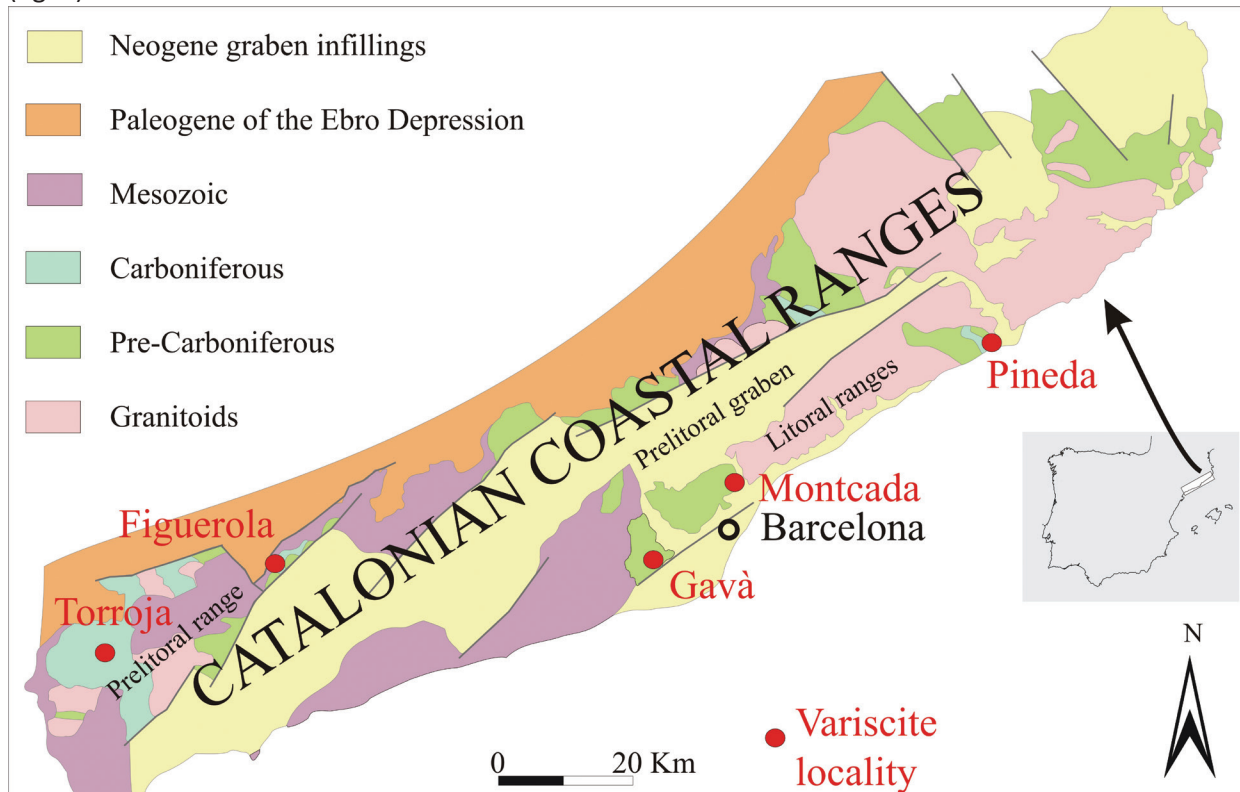 Neogene graben infillings
Paleogene of the Ebro Depression
Mesozoic
Carboniferous
Pre-Carboniferous
Granitoids
CATALONIAN COASTAL RANGES
Prelitoral graben
Litoral ranges
Pineda
Montcada
Barcelona
Gavà
Figuerola
Torroja
Prelitoral range
N
0 20 Km
Variscite
locality